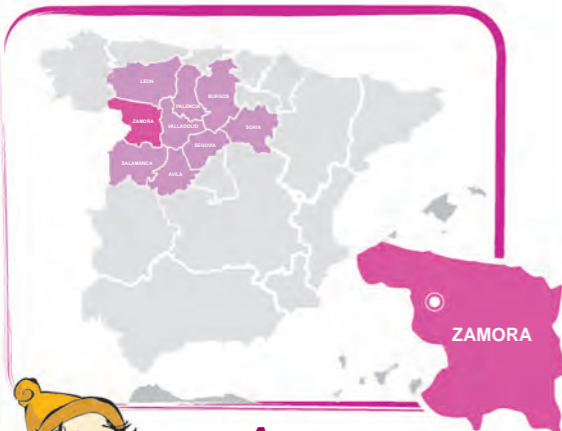 LEÓN
PALENCIA
BURGOS
ZAMORA
VALLADOLID
SORIA
SEGOVIA
SALAMANCA
ÁVILA
ZAMORA